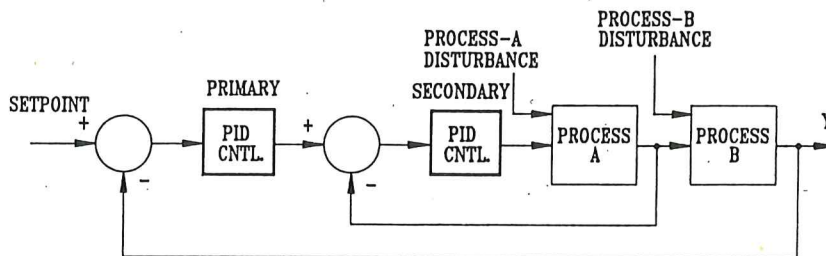 PROCESS-B
DISTURBANCE
PROCESS-A
DISTURBANCE
PRIMARY
SECONDARY
SETPOINT
+
PID
CNTL.
+
PID
CNTL.
PROCESS
A
PROCESS
B
Y
-
-